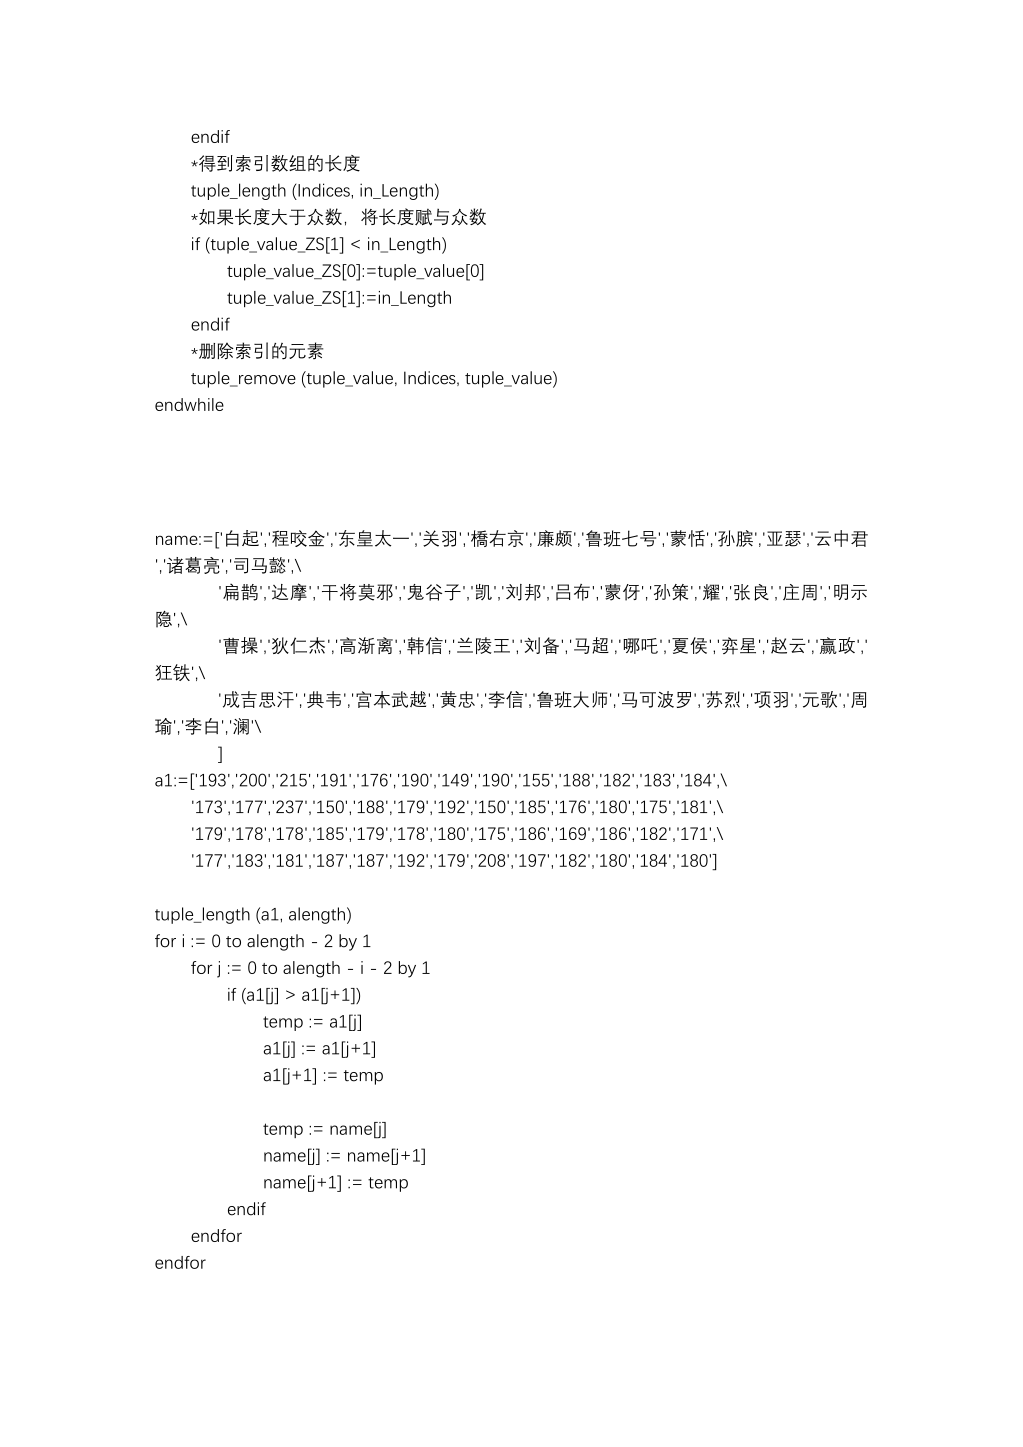 endif
*得到索引数组的长度
tuple_length (Indices, in_Length)
*如果长度大于众数，将长度赋与众数
if (tuple_value_ZS[1] < in_Length)
tuple_value_ZS[0]:=tuple_value[0]
tuple_value_ZS[1]:=in_Length
endif
*删除索引的元素
tuple_remove (tuple_value, Indices, tuple_value)
endwhile
name:=['白起','程咬金','东皇太一','关羽','橘右京','廉颇','鲁班七号','蒙恬','孙膑','亚瑟','云中君
','诸葛亮','司马懿',\
'扁鹊','达摩','干将莫邪','鬼谷子','凯','刘邦','吕布','蒙伢','孙策','耀','张良','庄周','明示
隐',\
'曹操','狄仁杰','高渐离','韩信','兰陵王','刘备','马超','哪吒','夏侯','弈星','赵云','嬴政','
狂铁',\
'成吉思汗','典韦','宫本武越','黄忠','李信','鲁班大师','马可波罗','苏烈','项羽','元歌','周
瑜','李白','澜'\
]
a1:=['193','200','215','191','176','190','149','190','155','188','182','183','184',\
'173','177','237','150','188','179','192','150','185','176','180','175','181',\
'179','178','178','185','179','178','180','175','186','169','186','182','171',\
'177','183','181','187','187','192','179','208','197','182','180','184','180']
tuple_length (a1, alength)
for i := 0 to alength - 2 by 1
for j := 0 to alength - i - 2 by 1
if (a1[j] > a1[j+1])
temp := a1[j]
a1[j] := a1[j+1]
a1[j+1] := temp
temp := name[j]
name[j] := name[j+1]
name[j+1] := temp
endif
endfor
endfor